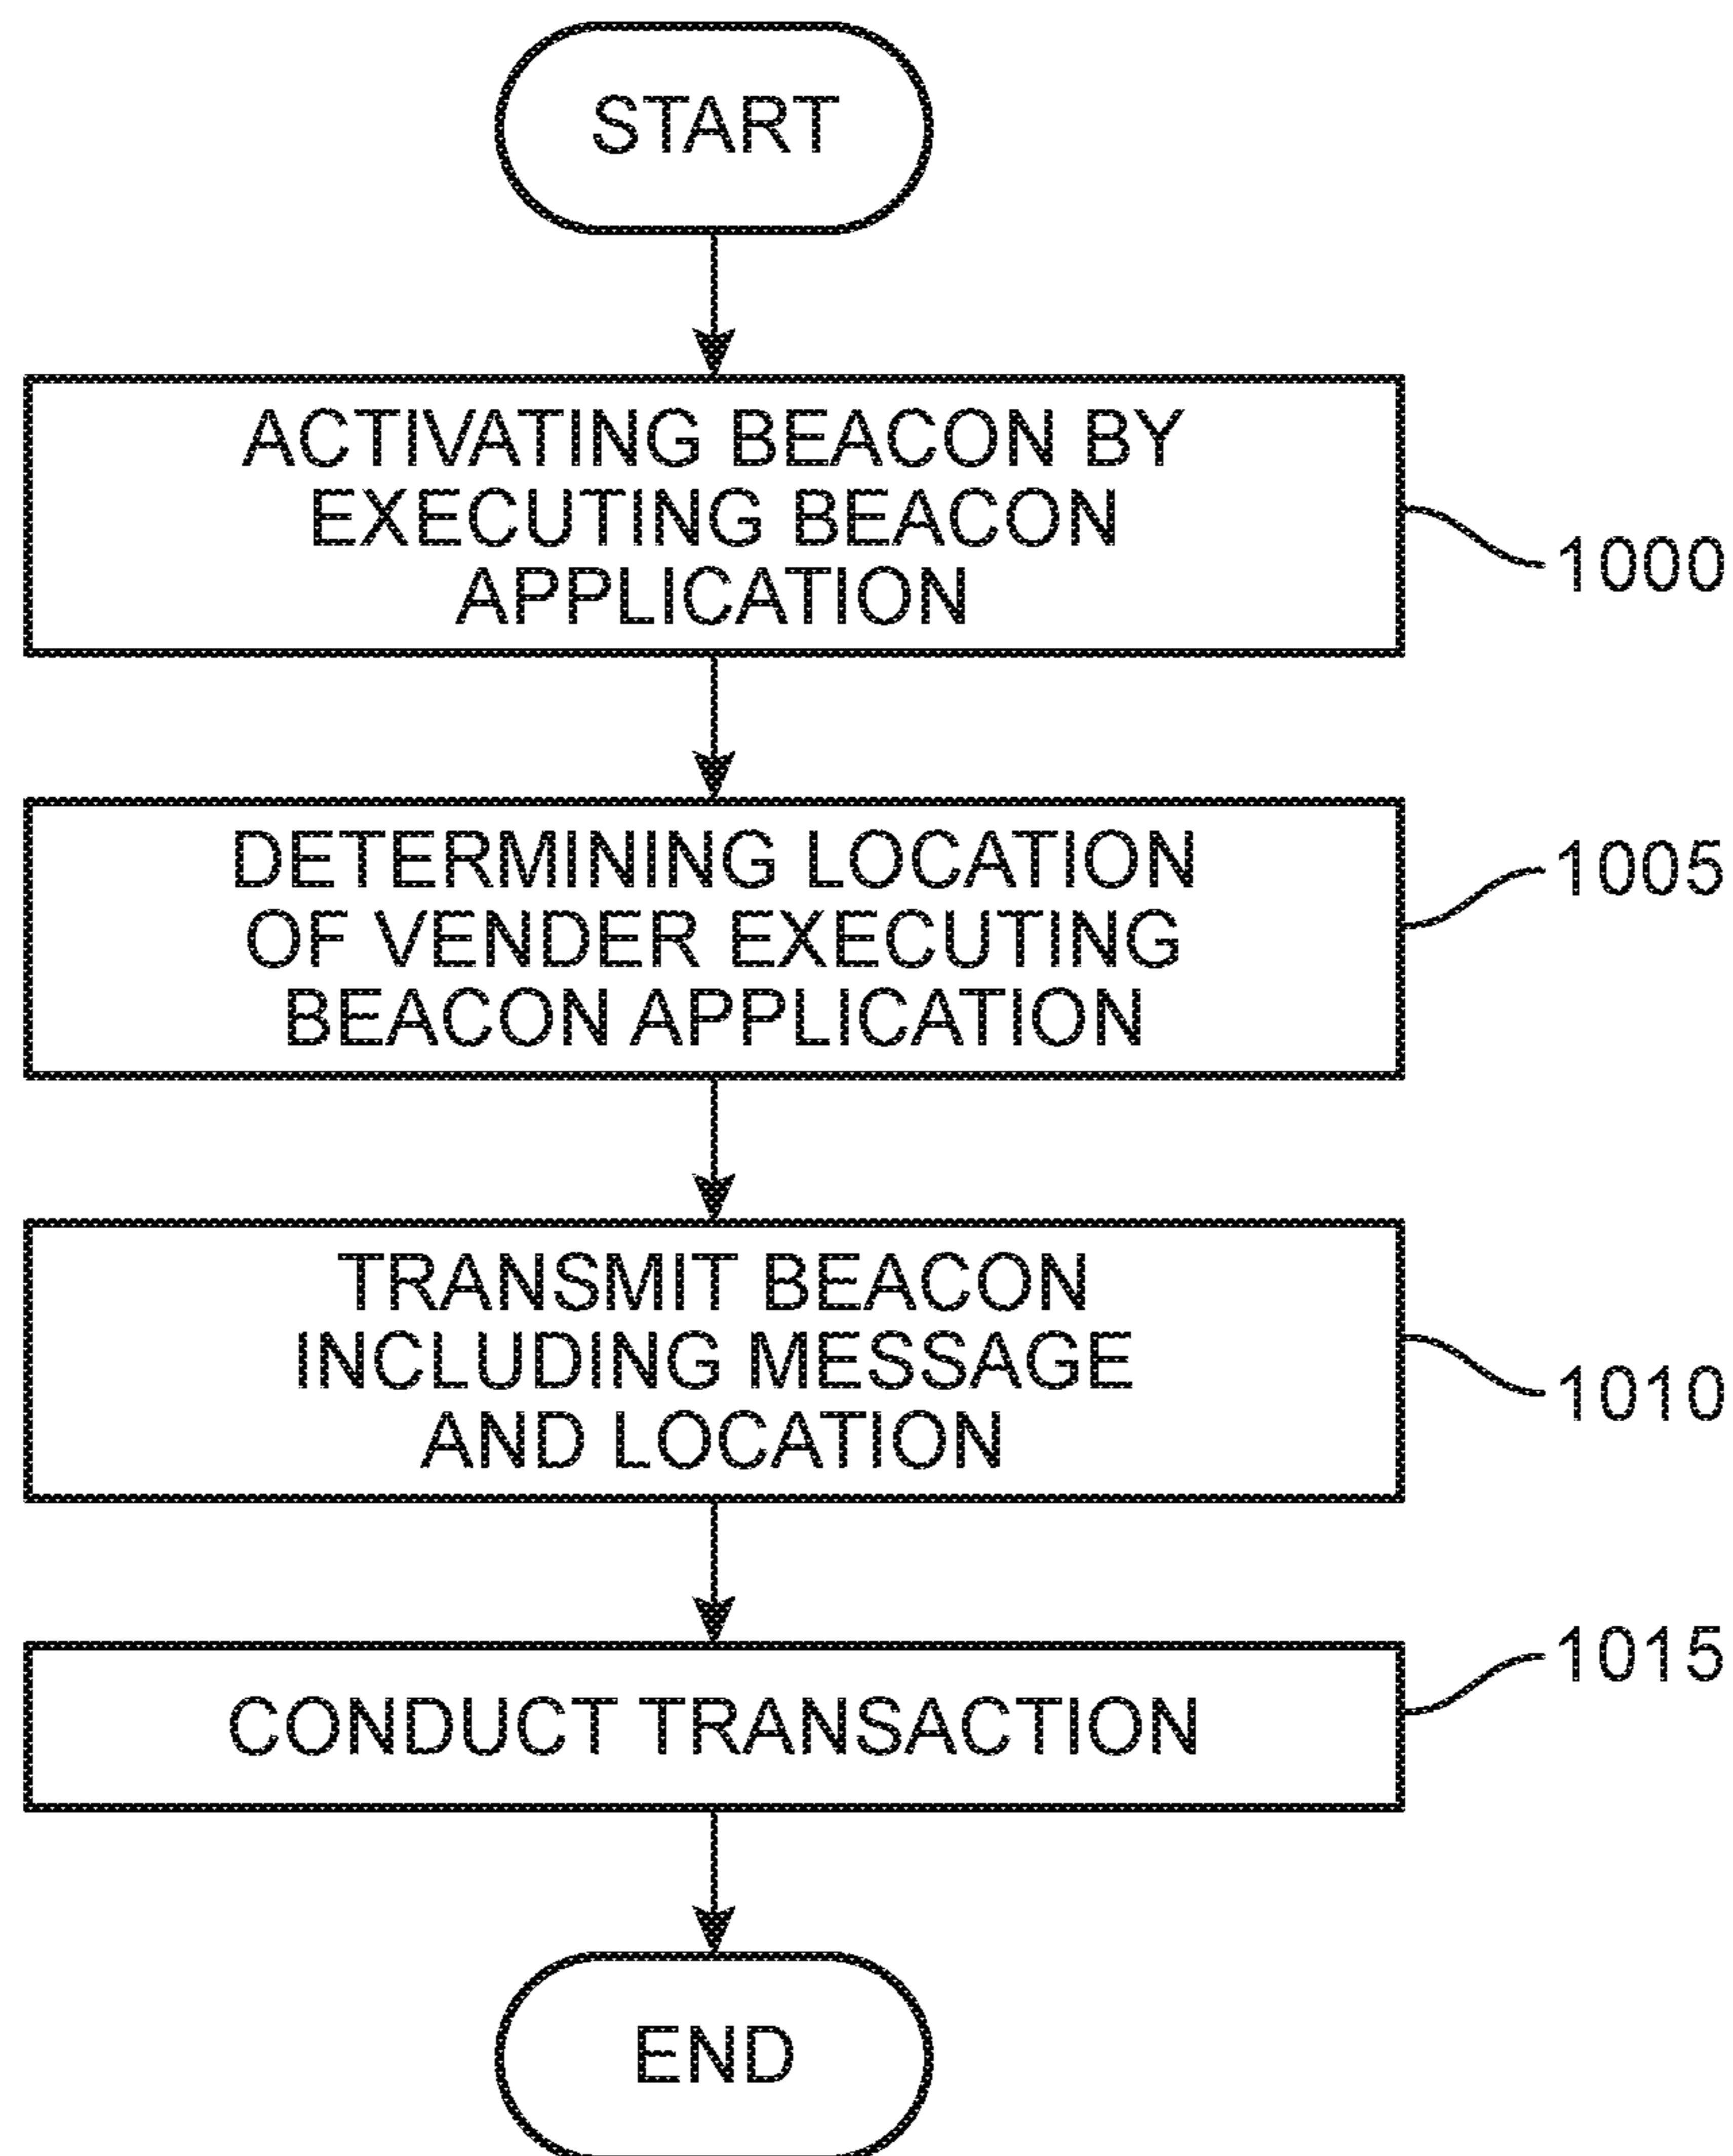 START
ACTIVATING BEACON BY
EXECUTING BEACON
APPLICATION
1000
DETERMINING LOCATION
OF VENDER EXECUTING
BEACON APPLICATION
1005
TRANSMIT BEACON
INCLUDING MESSAGE
AND LOCATION
1010
CONDUCT TRANSACTION
1015
END